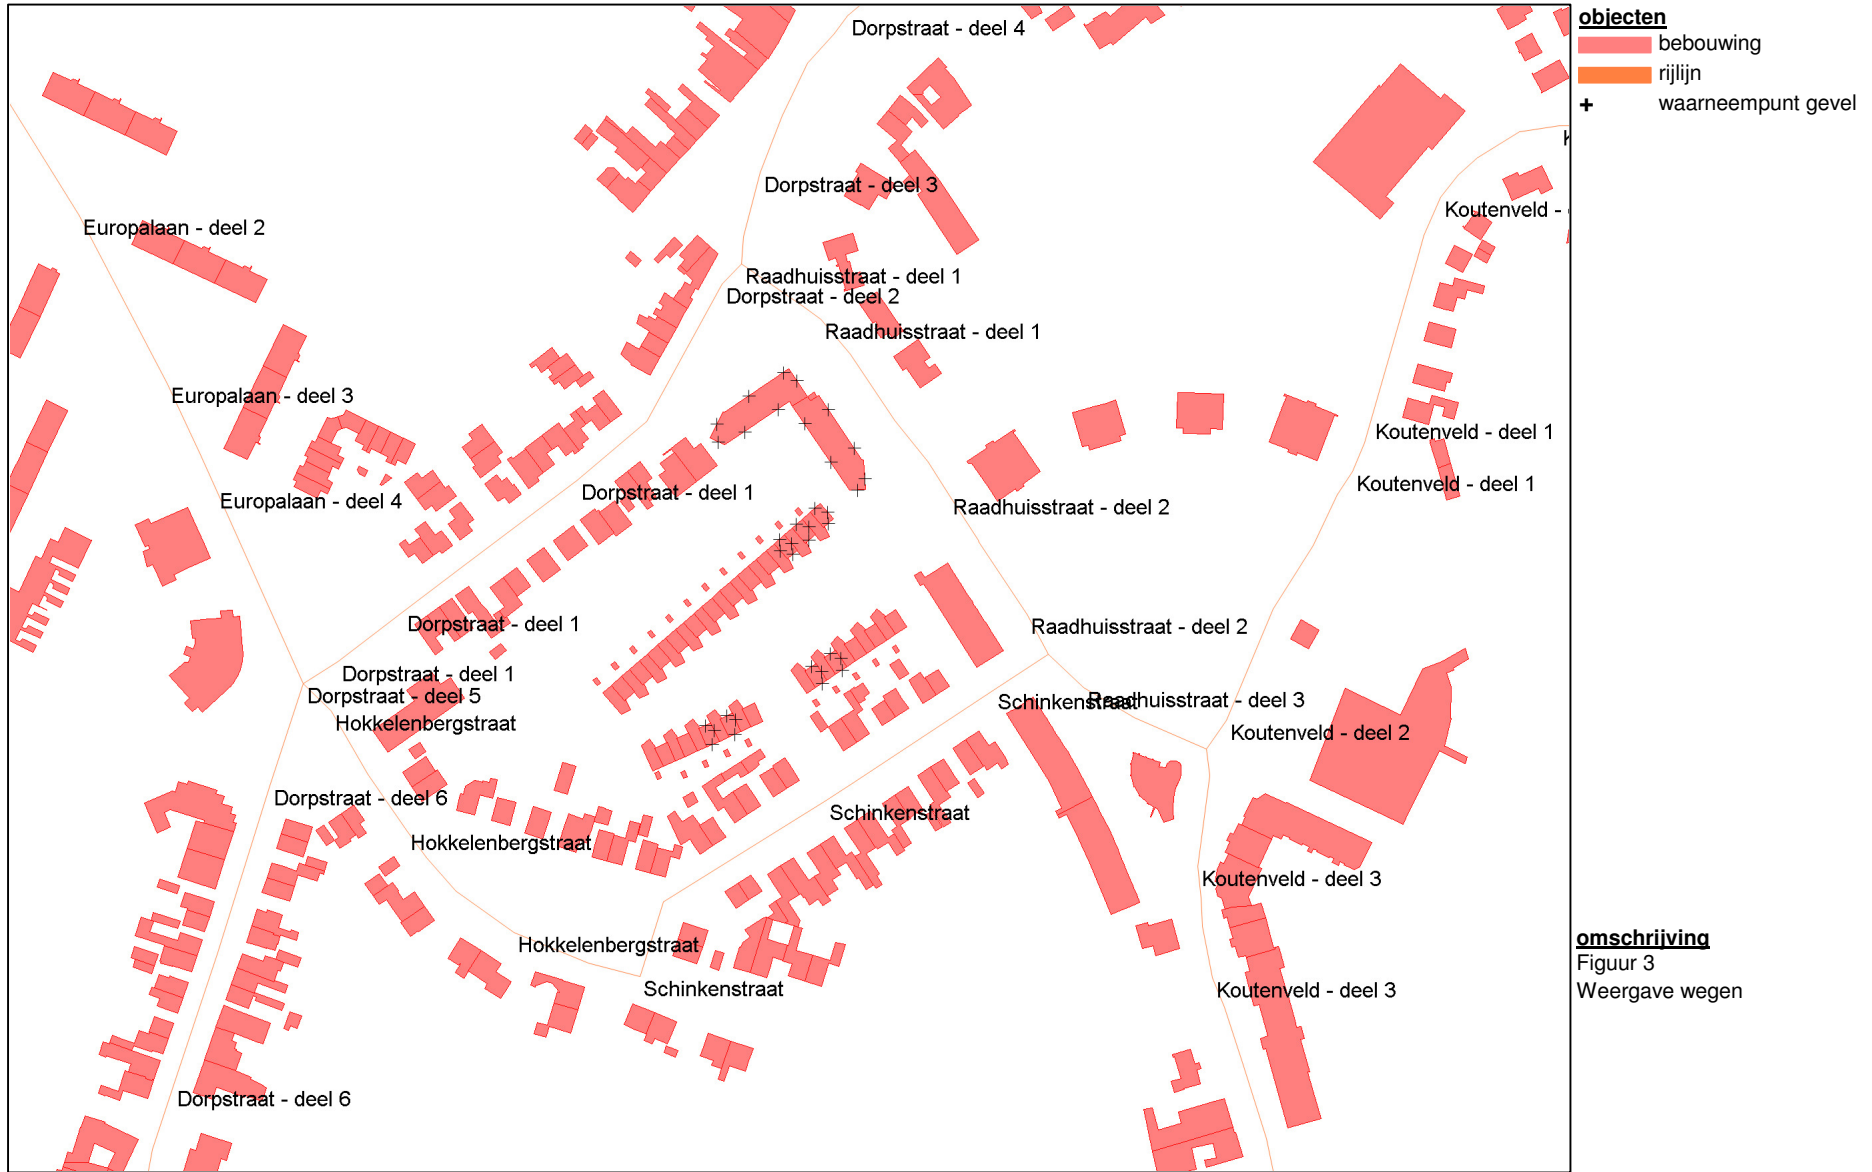 Dorpstraat - deel 4
Dorpstraat - deel 3
Europalaan - deel 2
Koutenveld -
Raadhuisstraat - deel 1
Dorpstraat - deel 2
Raadhuisstraat - deel 1
Europalaan - deel 3
Koutenveld - deel 1
Koutenveld - deel 1
Dorpstraat - deel 1
Europalaan - deel 4
Raadhuisstraat - deel 2
Dorpstraat - deel 1
Raadhuisstraat - deel 2
Dorpstraat - deel 1
Dorpstraat - deel 5
Hokkelenbergstraat
Schinkenstraat
Raadhuisstraat - deel 3
Koutenveld - deel 2
Dorpstraat - deel 6
Schinkenstraat
Hokkelenbergstraat
Koutenveld - deel 3
Hokkelenbergstraat
Schinkenstraat
Koutenveld - deel 3
Dorpstraat - deel 6
objecten
bebouwing
rijlijn
waarneempunt gevel
omschrijving
Figuur 3
Weergave wegen